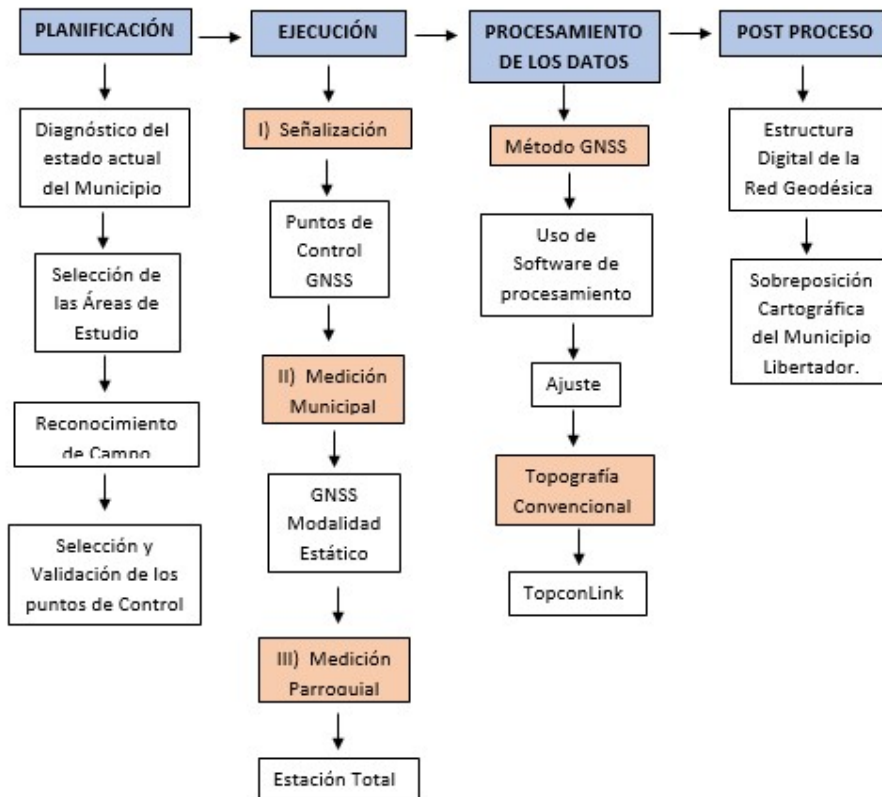 PLANIFICACIÓN
Diagnóstico del
estado actual
del Municipio
Selección de
las Áreas de
Estudio
Reconocimiento
de Campo
Selección y
Validación de los
puntos de Control
EJECUCIÓN
I) Señalización
Puntos de
Control
GNSS
II) Medición
Municipal
GNSS
Modalidad
Estático
III) Medición
Parroquial
Estación Total
PROCESAMIENTO
DE LOS DATOS
Método GNSS
Uso de
Software de
procesamiento
Ajuste
Topografía
Convencional
TopconLink
POST PROCESO
Estructura
Digital de la
Red Geodésica
Sobreposición
Cartográfica
del Municipio
Libertador.